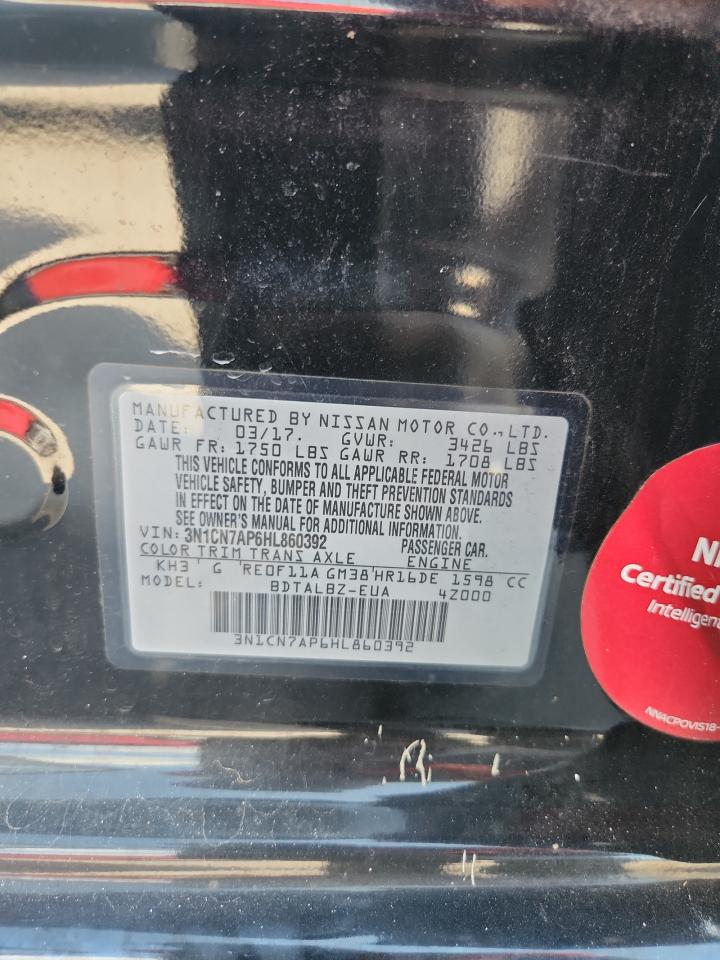 MANUFACTURED BY NISSAN MOTOR CO.,LTD.
DATE: 03/17. GVWR: 3426 LBS
GAWR FR: 1750 LBS GAWR RR: 1708 LBS
THIS VEHICLE CONFORMS TO ALL APPLICABLE FEDERAL MOTOR
VEHICLE SAFETY, BUMPER AND THEFT PREVENTION STANDARDS
IN EFFECT ON THE DATE OF MANUFACTURE SHOWN ABOVE.
SEE OWNER'S MANUAL FOR ADDITIONAL INFORMATION.
VIN: 3N1CN7AP6HL860392 PASSENGER CAR.
COLOR TRIM TRANS AXLE ENGINE
KH3 G RE0F11A GM38 HR16DE 1598 CC
MODEL: BDTALBZ-EUA 4Z000
3N1CN7AP6HL860392
Certified
Intelligen
NNACPOVIS18-